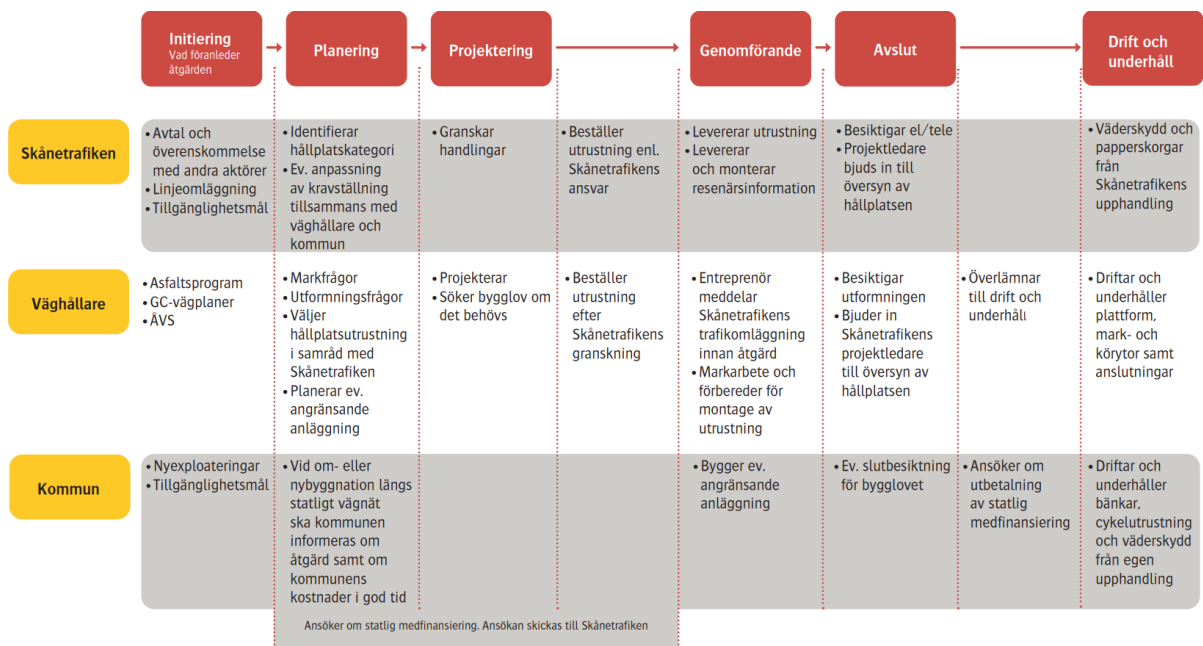 Initiering
Vad föranleder
åtgärden
Planering
Projektering
Genomförande
Avslut
Drift och
underhåll
Skånetrafiken
• Avtal och
överenskommelse
med andra aktörer
• Linjeomläggning
• Tillgänglighetsmål
• Identifierar
hållplatskategori
• Ev. anpassning
av kravställning
tillsammans med
väghållare och
kommun
• Granskar
handlingar
• Beställer
utrustning enl.
Skånetrafikens
ansvar
• Levererar utrustning
• Levererar
och monterar
resenärsinformation
• Besiktigar el/tele
• Projektledare
bjuds in till
översyn av
hållplatsen
• Väderskydd och
papperskorgar
från
Skånetrafikens
upphandling
Väghållare
• Asfaltsprogram
• GC-vägplaner
• ÅVS
• Markfrågor
• Utformningsfrågor
• Väljer
hållplatsutrustning
i samråd med
Skånetrafiken
• Planerar ev.
angränsande
anläggning
• Projekterar
• Söker bygglov om
det behövs
• Beställer
utrustning
efter
Skånetrafikens
granskning
• Entreprenör
meddelar
Skånetrafikens
trafikomläggning
innan åtgärd
• Markarbete och
förbereder för
montage av
utrustning
• Besiktigar
utformningen
• Bjuder in
Skånetrafikens
projektledare
till översyn av
hållplatsen
• Överlämnar
till drift och
underhåll
• Driftar och
underhåller
plattform,
mark- och
körytor samt
anslutningar
Kommun
• Nyexploateringar
• Tillgänglighetsmål
• Vid om- eller
nybyggnation längs
statligt vägnät
ska kommunen
informeras om
åtgärd samt om
kommunens
kostnader i god tid
• Bygger ev.
angränsande
anläggning
• Ev. slutbesiktning
för bygglovet
• Ansöker om
utbetalning
av statlig
medfinansiering
• Driftar och
underhåller
bänkar,
cykelutrustning
och väderskydd
från egen
upphandling
Ansöker om statlig medfinansiering. Ansökan skickas till Skånetrafiken